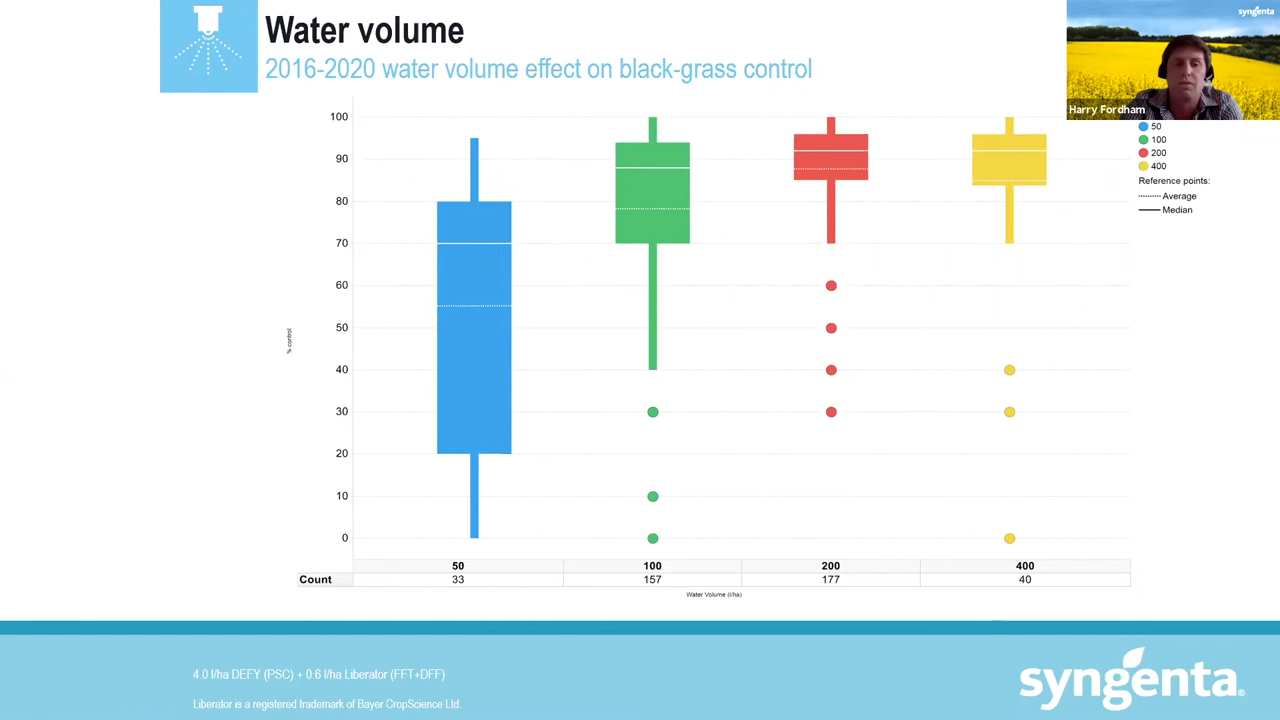 Water volume
2016-2020 water volume effect on black-grass control
syngenta
Harry Fordham
50
100
200
400
Reference points:
Average
Median
100
90
80
70
60
50
40
30
20
10
0
% control
50 100 200 400
Count 33 157 177 40
Water Volume (l/ha)
4.0 l/ha DEFY (PSC) + 0.6 l/ha Liberator (FFT+DFF)
Liberator is a registered trademark of Bayer CropScience Ltd.
syngenta®